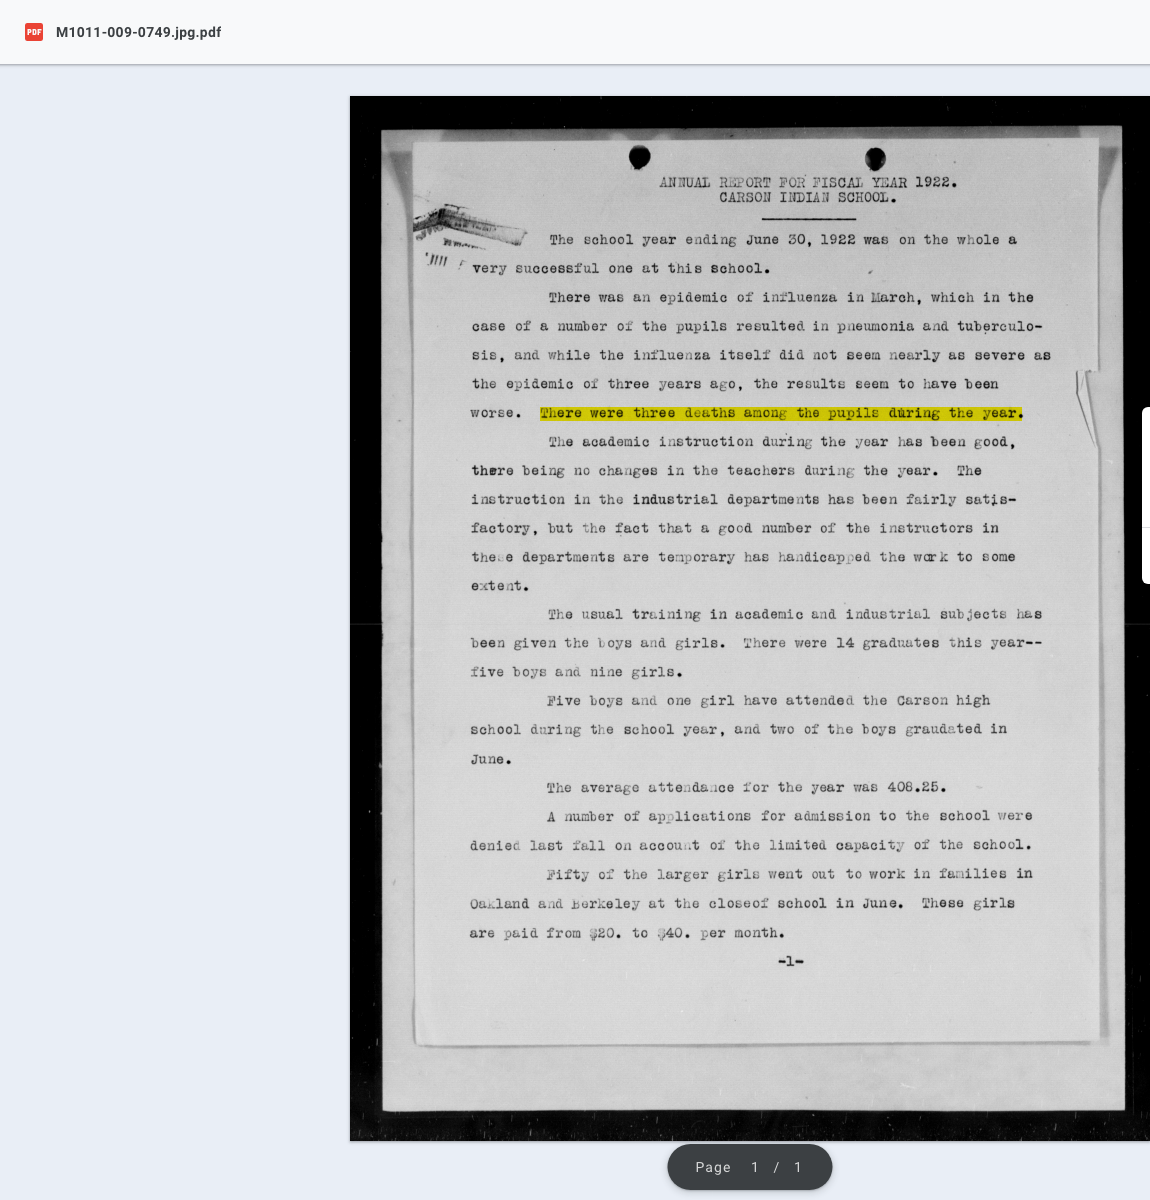 PDF M1011-009-0749.jpg.pdf
ANNUAL REPORT FOR FISCAL YEAR 1922.
CARSON INDIAN SCHOOL.
The school year ending June 30, 1922 was on the whole a
very successful one at this school.
There was an epidemic of influenza in March, which in the
case of a number of the pupils resulted in pneumonia and tuberculo-
sis, and while the influenza itself did not seem nearly as severe as
the epidemic of three years ago, the results seem to have been
worse. There were three deaths among the pupils during the year.
The academic instruction during the year has been good,
there being no changes in the teachers during the year. The
instruction in the industrial departments has been fairly satis-
factory, but the fact that a good number of the instructors in
these departments are temporary has handicapped the work to some
extent.
The usual training in academic and industrial subjects has
been given the boys and girls. There were 14 graduates this year--
five boys and nine girls.
Five boys and one girl have attended the Carson high
school during the school year, and two of the boys graudated in
June.
The average attendance for the year was 408.25.
A number of applications for admission to the school were
denied last fall on account of the limited capacity of the school.
Fifty of the larger girls went out to work in families in
Oakland and Berkeley at the closeof school in June. These girls
are paid from $20. to $40. per month.
-1-
Page 1 / 1